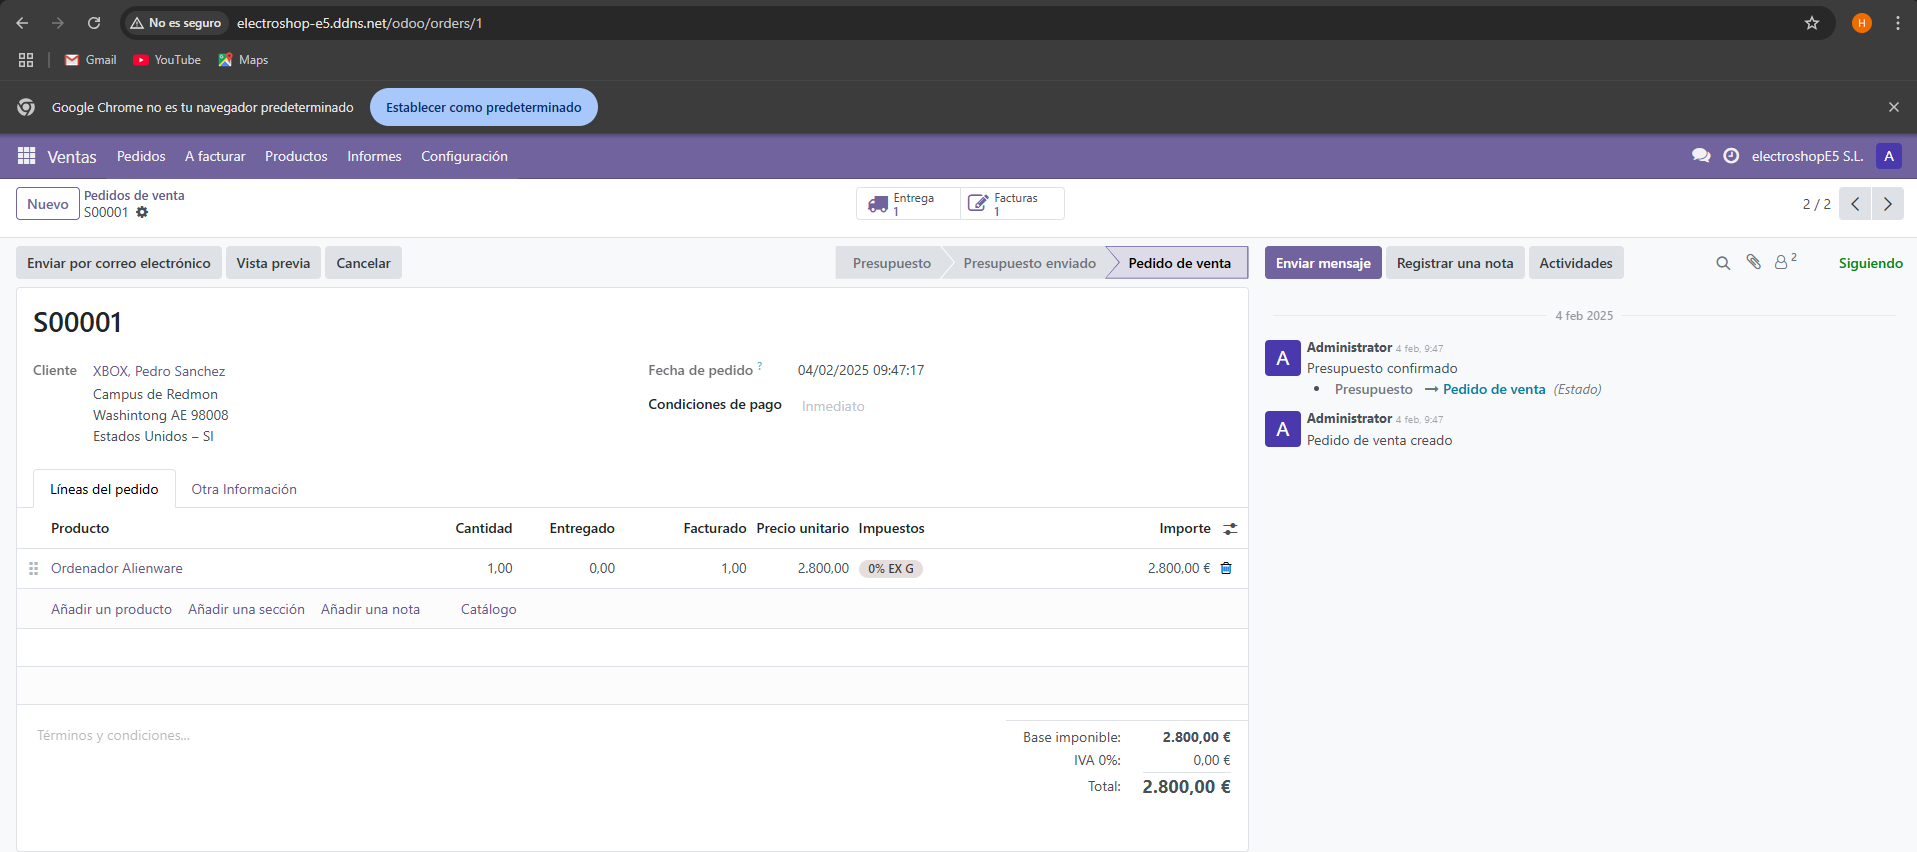 No es seguro electroshop-e5.ddns.net/odoo/orders/1 H
Gmail YouTube Maps
Google Chrome no es tu navegador predeterminado Establecer como predeterminado
Ventas Pedidos A facturar Productos Informes Configuración electroshopE5 S.L. A
Nuevo Pedidos de venta
S00001
Entrega
1
Facturas
1
2 / 2
Enviar por correo electrónico Vista previa Cancelar Presupuesto Presupuesto enviado Pedido de venta
Enviar mensaje Registrar una nota Actividades 2 Siguiendo
S00001
Cliente XBOX, Pedro Sanchez
Campus de Redmon
Washintong AE 98008
Estados Unidos – SI
Fecha de pedido ? 04/02/2025 09:47:17
Condiciones de pago Inmediato
Líneas del pedido Otra Información
Producto Cantidad Entregado Facturado Precio unitario Impuestos Importe
Ordenador Alienware 1,00 0,00 1,00 2.800,00 0% EX G 2.800,00 €
Añadir un producto Añadir una sección Añadir una nota Catálogo
Términos y condiciones...
Base imponible: 2.800,00 €
IVA 0%: 0,00 €
Total: 2.800,00 €
4 feb 2025
A Administrator 4 feb, 9:47
Presupuesto confirmado
• Presupuesto → Pedido de venta (Estado)
A Administrator 4 feb, 9:47
Pedido de venta creado